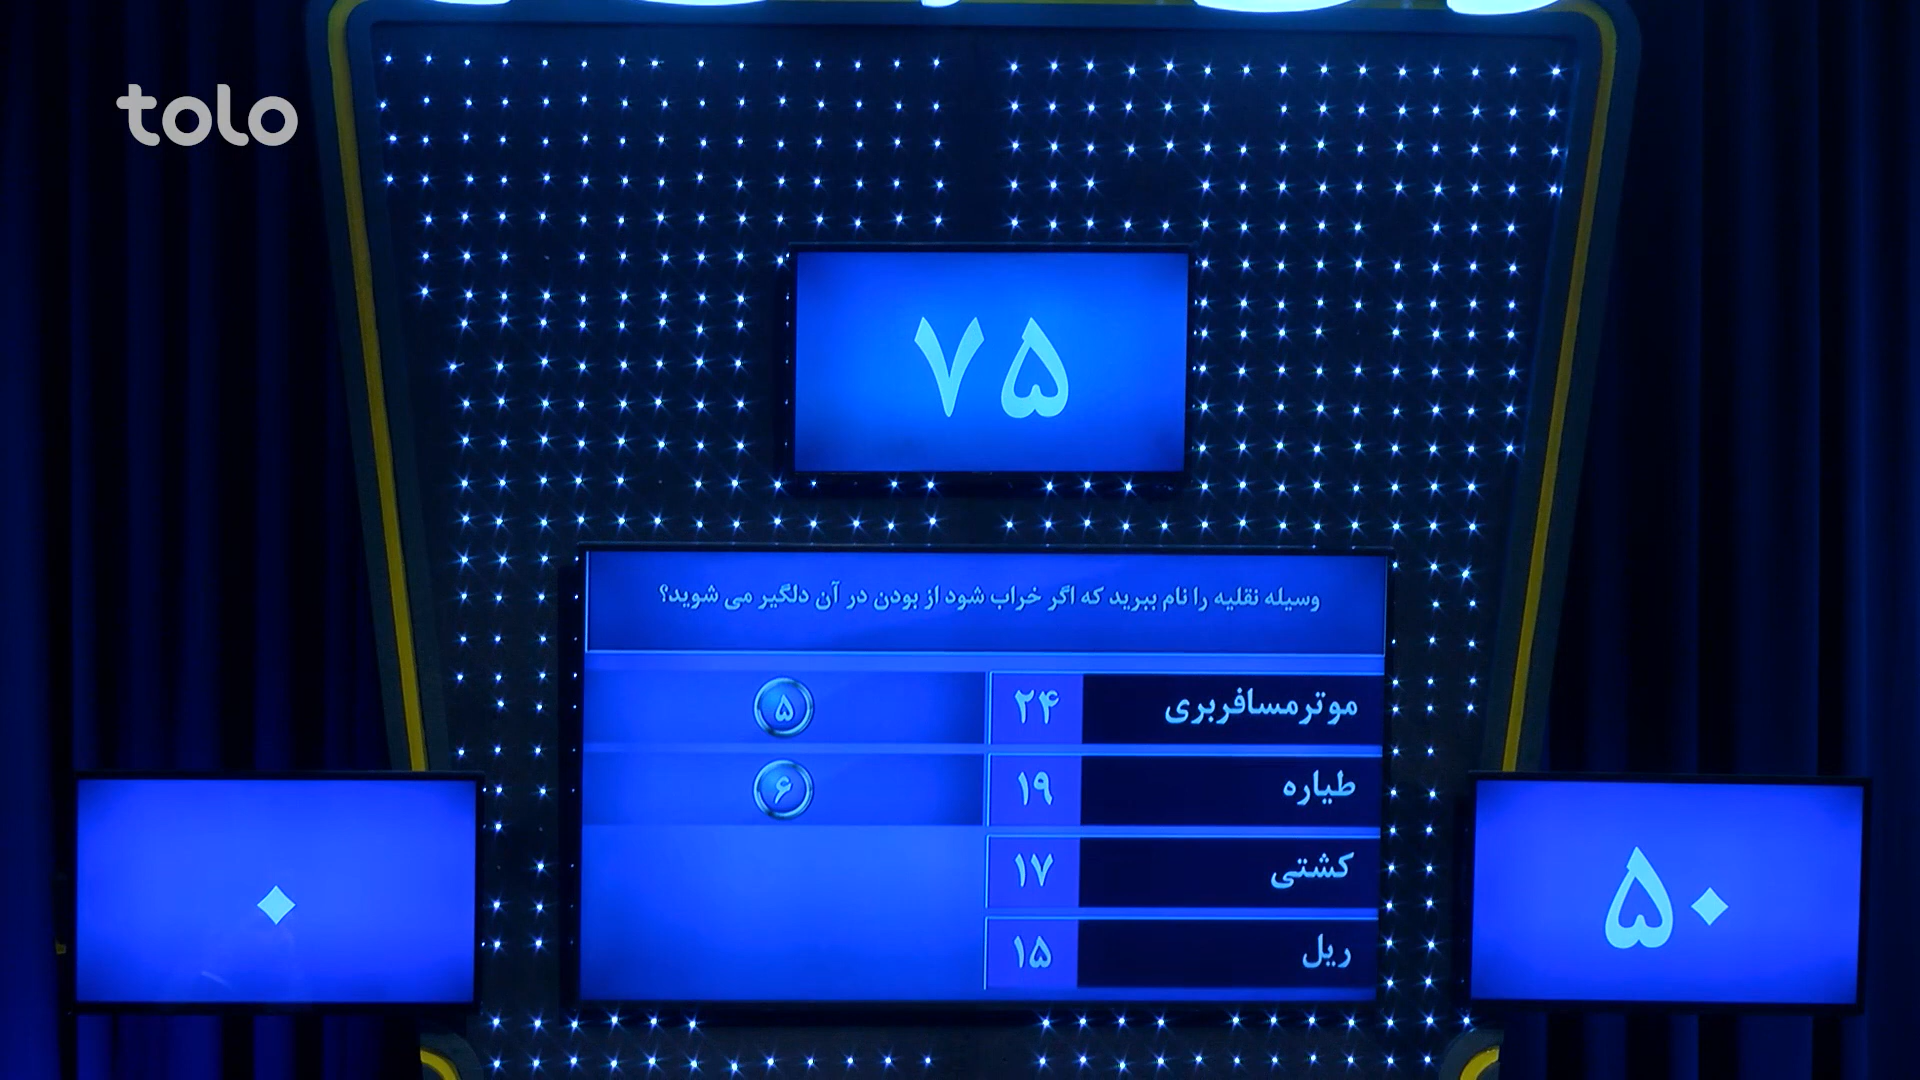 tolo
۷۵
وسیله نقلیه را نام ببرید که اگر خراب شود از بودن در آن دلگیر می شوید؟
موترمسافربری ۲۴
۵
طیاره ۱۹
۶
کشتی ۱۷
ریل ۱۵
۰
۵۰